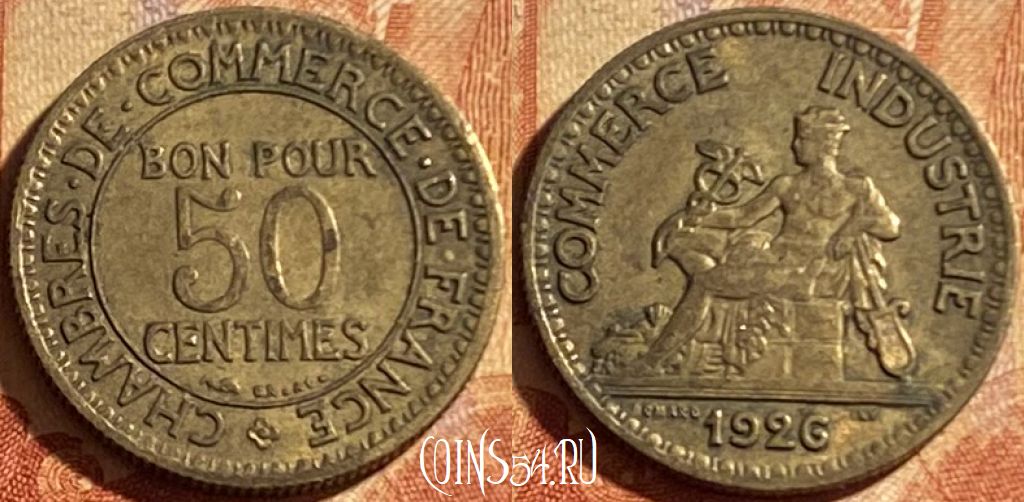 CHAMBRES · DE · COMMERCE · DE · FRANCE
BON POUR
50
CENTIMES
COMMERCE INDUSTRIE
1926
COINS54.RU